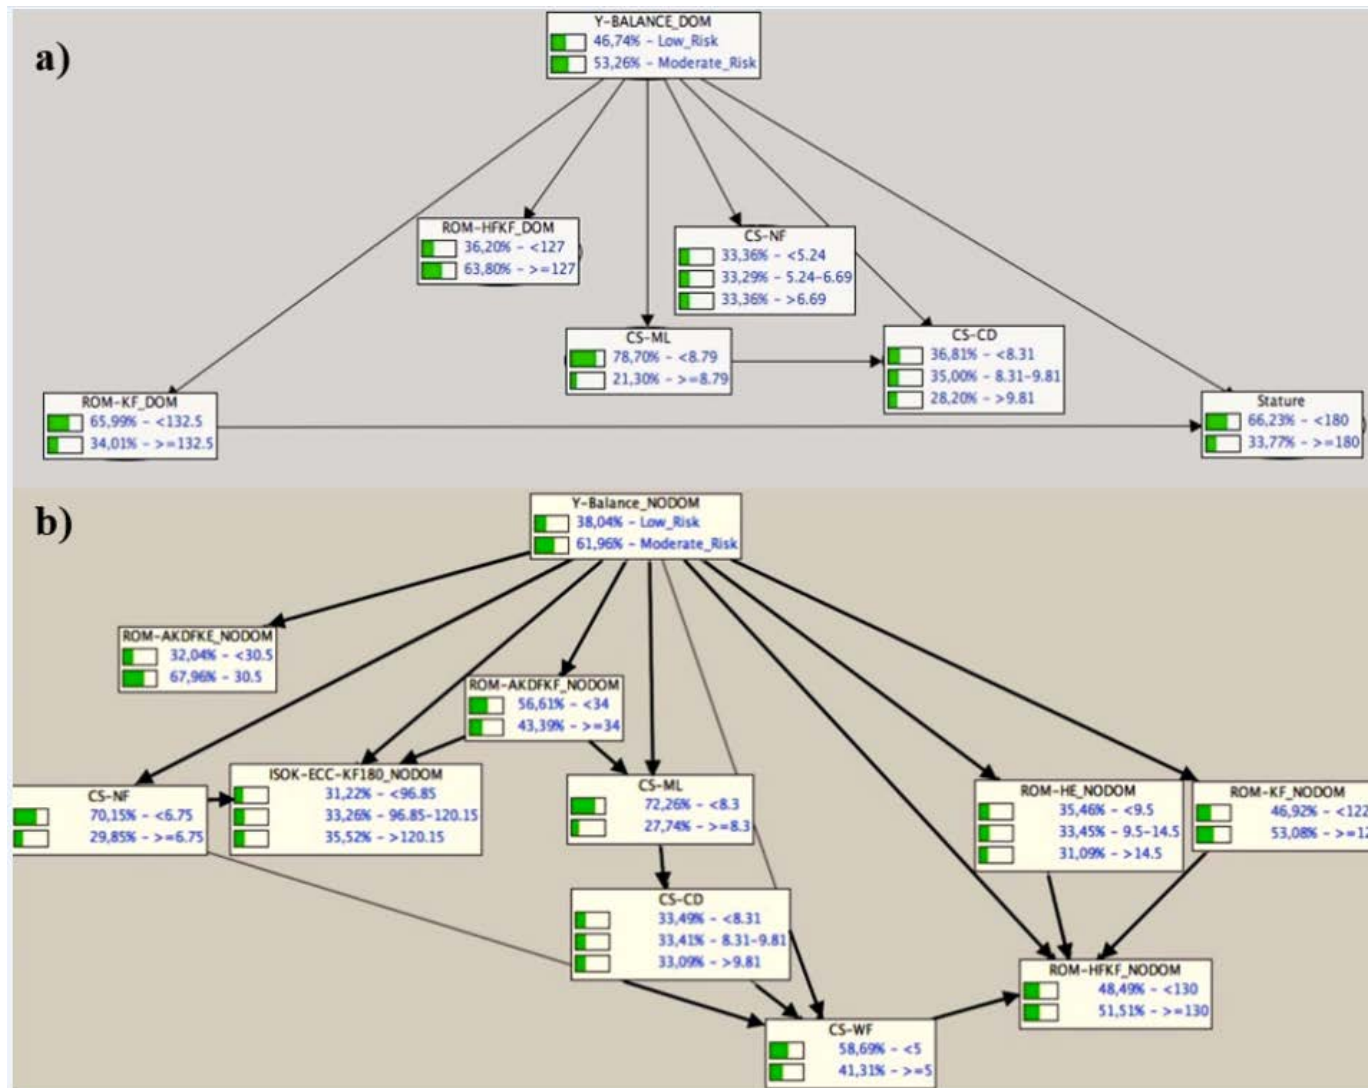 a)
Y-BALANCE_DOM
46,74% - Low_Risk
53,26% - Moderate_Risk
ROM-HFKF_DOM
36,20% - <127
63,80% - >=127
CS-NF
33,36% - <5.24
33,29% - 5.24-6.69
33,36% - >6.69
CS-ML
78,70% - <8.79
21,30% - >=8.79
CS-CD
36,81% - <8.31
35,00% - 8.31-9.81
28,20% - >9.81
ROM-KF_DOM
65,99% - <132.5
34,01% - >=132.5
Stature
66,23% - <180
33,77% - >=180
b)
Y-Balance_NODOM
38,04% - Low_Risk
61,96% - Moderate_Risk
ROM-AKDFKE_NODOM
32,04% - <30.5
67,96% - 30.5
ROM-AKDFKF_NODOM
56,61% - <34
43,39% - >=34
CS-NF
70,15% - <6.75
29,85% - >=6.75
ISOK-ECC-KF180_NODOM
31,22% - <96.85
33,26% - 96.85-120.15
35,52% - >120.15
CS-ML
72,26% - <8.3
27,74% - >=8.3
ROM-HE_NODOM
35,46% - <9.5
33,45% - 9.5-14.5
31,09% - >14.5
ROM-KF_NODOM
46,92% - <122
53,08% - >=12
CS-CD
33,49% - <8.31
33,41% - 8.31-9.81
33,09% - >9.81
ROM-HFKF_NODOM
48,49% - <130
51,51% - >=130
CS-WF
58,69% - <5
41,31% - >=5